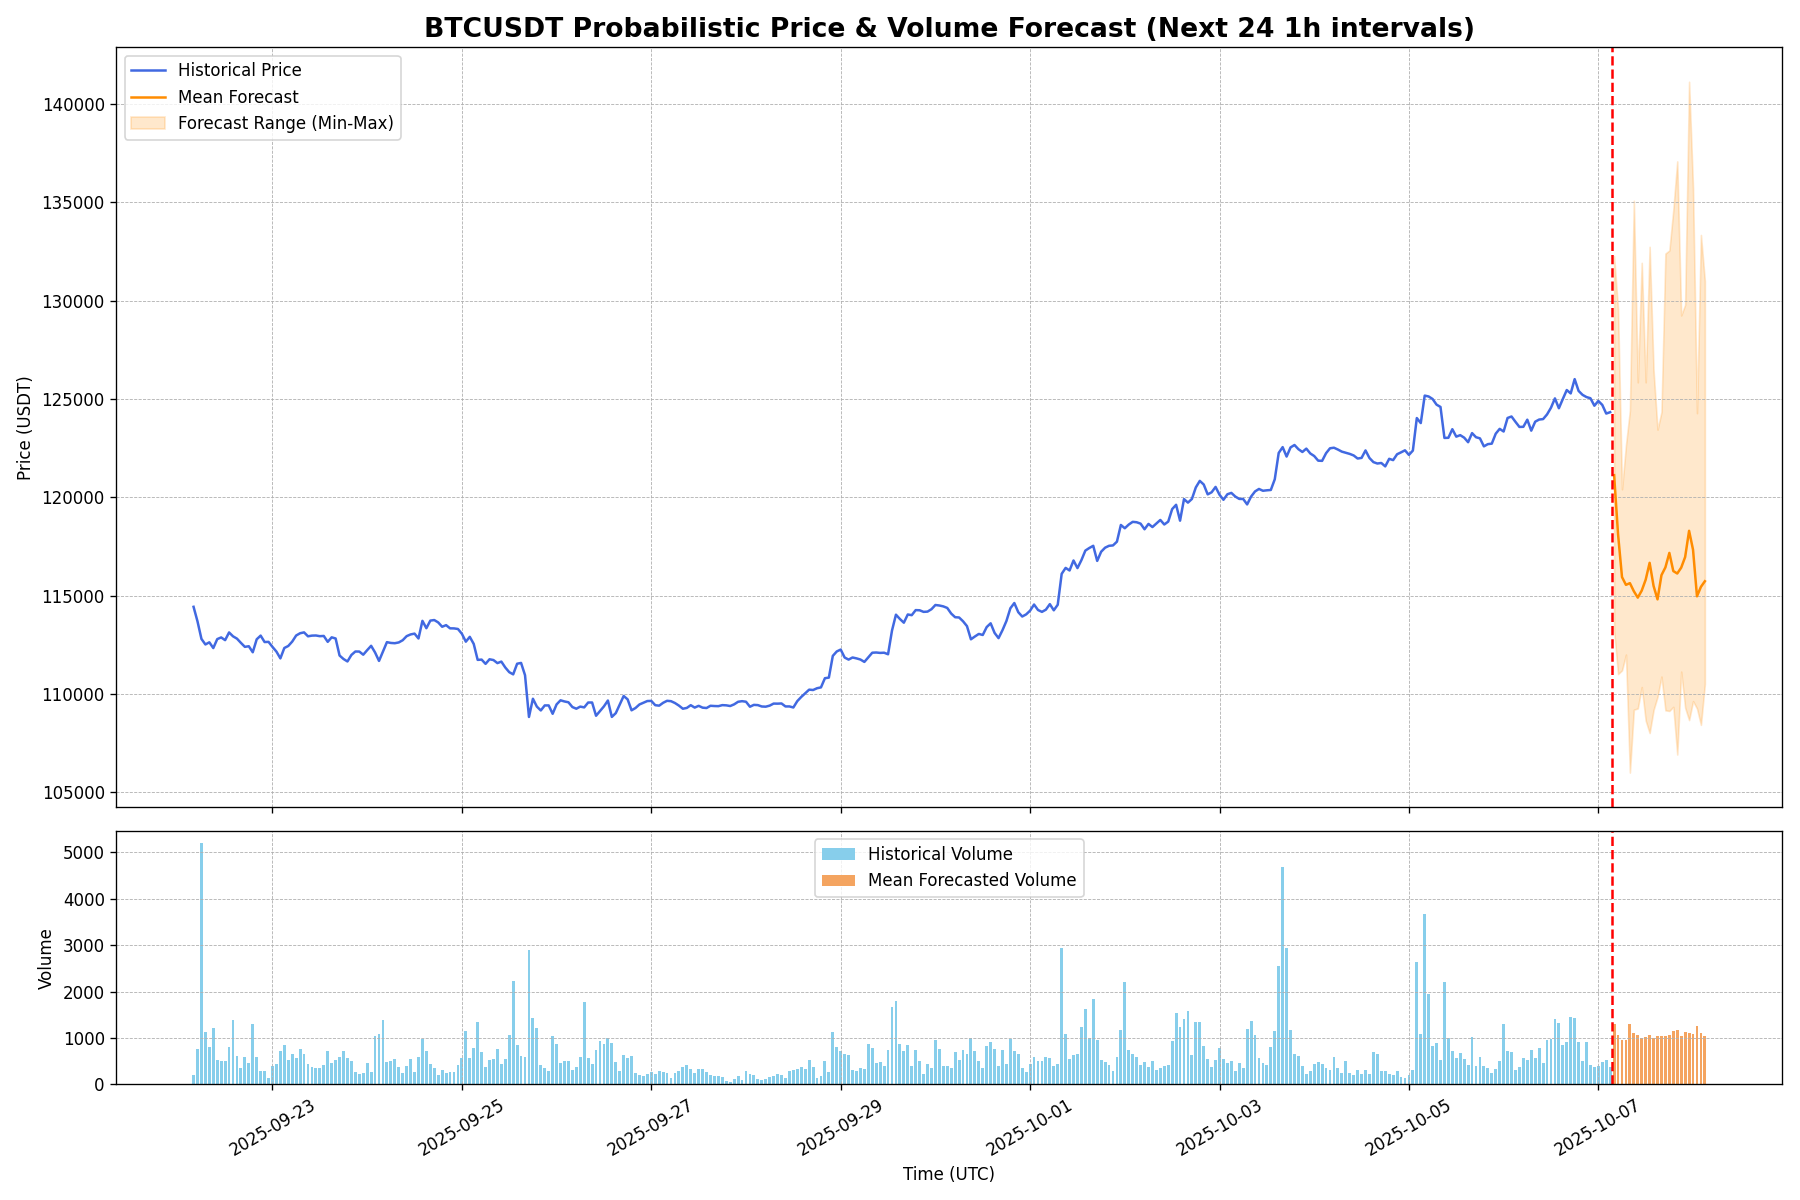 BTCUSDT Probabilistic Price & Volume Forecast (Next 24 1h intervals)
Historical Price
Mean Forecast
Forecast Range (Min-Max)
140000
135000
130000
125000
120000
115000
110000
105000
Price (USDT)
Historical Volume
Mean Forecasted Volume
5000
4000
3000
2000
1000
0
Volume
2025-09-23
2025-09-25
2025-09-27
2025-09-29
2025-10-01
2025-10-03
2025-10-05
2025-10-07
Time (UTC)